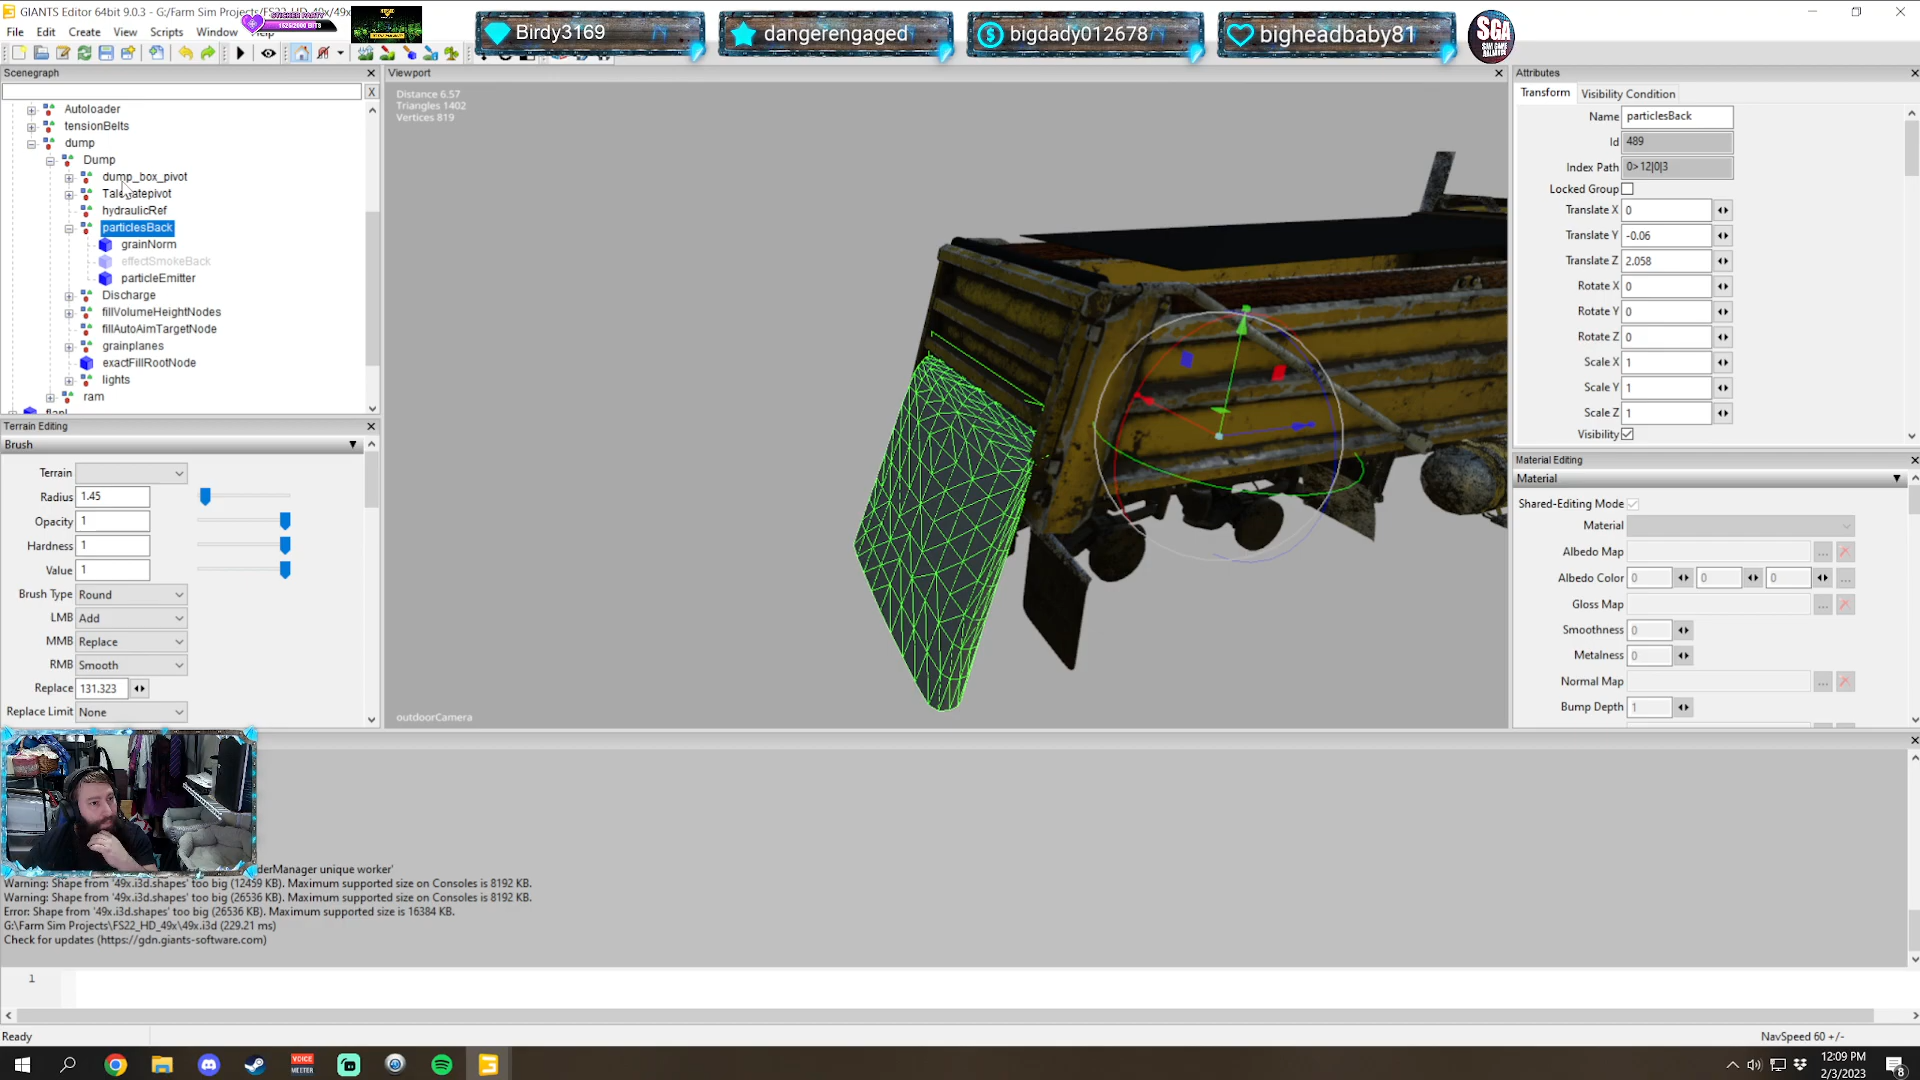 GIANTS Editor 64bit 9.0.3 - G:/Farm Sim Projects/FS22_HD_49x/49x
STICKER PARTY
Birdy3169
dangerengaged
bigdady012678
bigheadbaby81
SGA
File Edit Create View Scripts Window Help
Scenegraph
Viewport
Attributes
Transform
Visibility Condition
X
Distance 6.57
Triangles 1402
Vertices 819
Autoloader
tensionBelts
dump
Dump
dump_box_pivot
hydraulicRef
particlesBack
grainNorm
effectSmokeBack
particleEmitter
Discharge
fillVolumeHeightNodes
fillAutoAimTargetNode
grainplanes
exactFillRootNode
lights
ram
Name particlesBack
Id 489
Index Path 0>12|0|3
Locked Group
Translate X 0
Translate Y -0.06
Translate Z 2.058
Rotate X 0
Rotate Y 0
Rotate Z 0
Scale X 1
Scale Y 1
Scale Z 1
Visibility
Terrain Editing
Brush
Terrain
Radius 1.45
Opacity 1
Hardness 1
Value 1
Brush Type Round
LMB Add
MMB Replace
RMB Smooth
Replace 131.323
Replace Limit None
outdoorCamera
Material Editing
Material
Shared-Editing Mode
Material
Albedo Map
Albedo Color 0 0 0
Gloss Map
Smoothness 0
Metalness 0
Normal Map
Bump Depth 1
derManager unique worker'
Warning: Shape from '49x.i3d.shapes' too big (12459 KB). Maximum supported size on Consoles is 8192 KB.
Warning: Shape from '49x.i3d.shapes' too big (26536 KB). Maximum supported size on Consoles is 8192 KB.
Error: Shape from '49x.i3d.shapes' too big (26536 KB). Maximum supported size is 16384 KB.
G:\Farm Sim Projects\FS22_HD_49x\49x.i3d (229.21 ms)
Check for updates (https://gdn.giants-software.com)
1
Ready
NavSpeed 60 +/-
VOICE MEETER
12:09 PM
2/3/2023
8